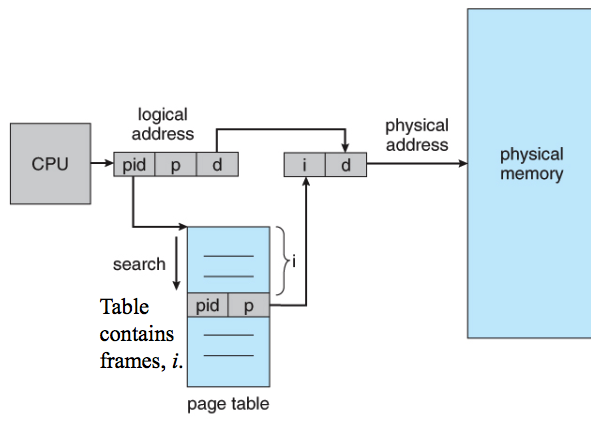 logical
address
physical
address
CPU
pid p d
i d
physical
memory
search
i
Table
contains
frames, i.
pid p
page table